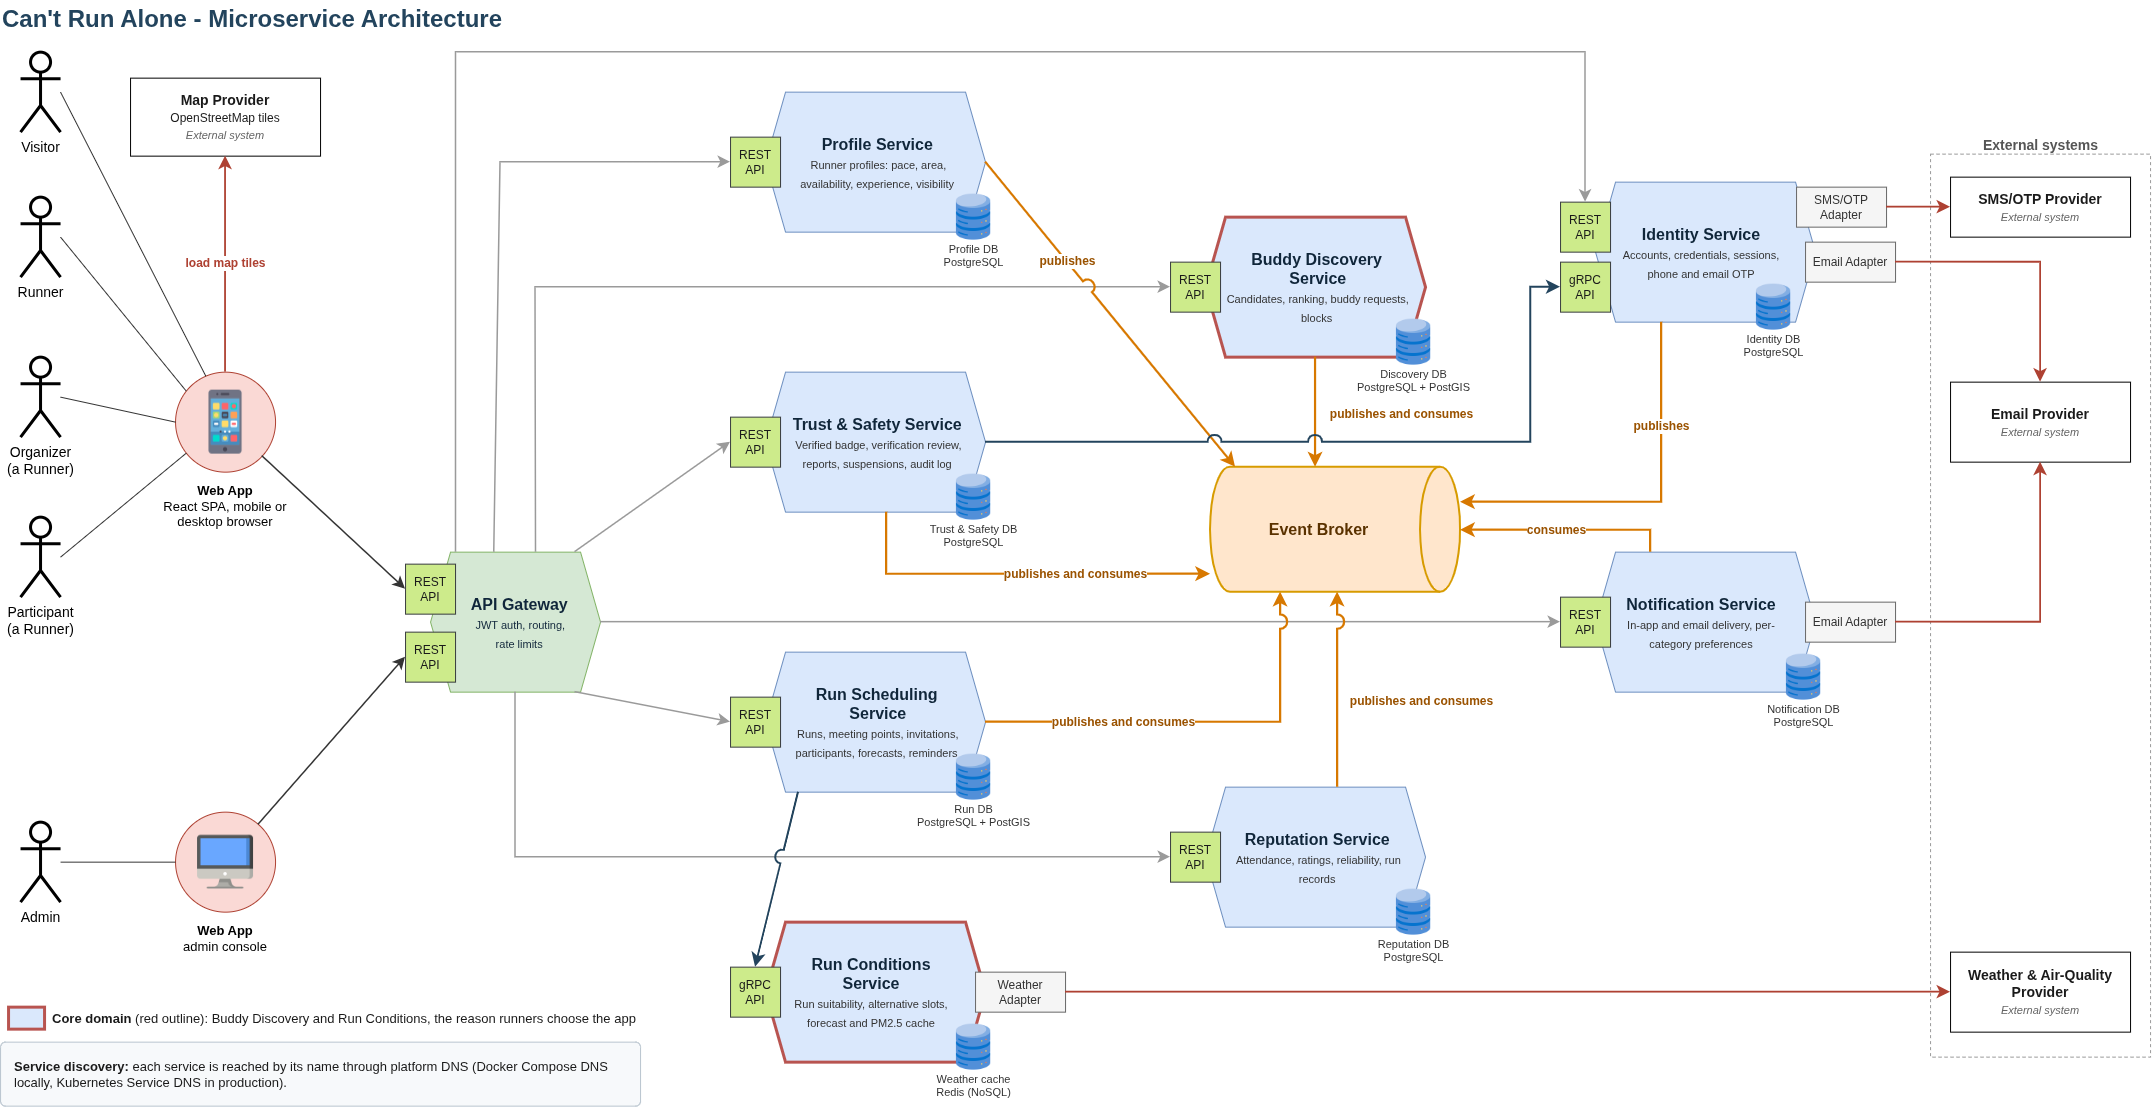 Can't Run Alone - Microservice Architecture
Visitor
Runner
Organizer
(a Runner)
Participant
(a Runner)
Admin
Map Provider
OpenStreetMap tiles
External system
load map tiles
Web App
React SPA, mobile or
desktop browser
Web App
admin console
REST
API
REST
API
API Gateway
JWT auth, routing,
rate limits
REST
API
Profile Service
Runner profiles: pace, area,
availability, experience, visibility
Profile DB
PostgreSQL
publishes
REST
API
Buddy Discovery
Service
Candidates, ranking, buddy requests,
blocks
Discovery DB
PostgreSQL + PostGIS
publishes and consumes
REST
API
Trust & Safety Service
Verified badge, verification review,
reports, suspensions, audit log
Trust & Safety DB
PostgreSQL
publishes and consumes
Event Broker
REST
API
gRPC
API
Identity Service
Accounts, credentials, sessions,
phone and email OTP
SMS/OTP
Adapter
Email Adapter
Identity DB
PostgreSQL
publishes
consumes
REST
API
Notification Service
In-app and email delivery, per-
category preferences
Email Adapter
Notification DB
PostgreSQL
REST
API
Run Scheduling
Service
Runs, meeting points, invitations,
participants, forecasts, reminders
Run DB
PostgreSQL + PostGIS
publishes and consumes
publishes and consumes
REST
API
Reputation Service
Attendance, ratings, reliability, run
records
Reputation DB
PostgreSQL
gRPC
API
Run Conditions
Service
Run suitability, alternative slots,
forecast and PM2.5 cache
Weather
Adapter
Weather cache
Redis (NoSQL)
External systems
SMS/OTP Provider
External system
Email Provider
External system
Weather & Air-Quality
Provider
External system
Core domain (red outline): Buddy Discovery and Run Conditions, the reason runners choose the app
Service discovery: each service is reached by its name through platform DNS (Docker Compose DNS
locally, Kubernetes Service DNS in production).